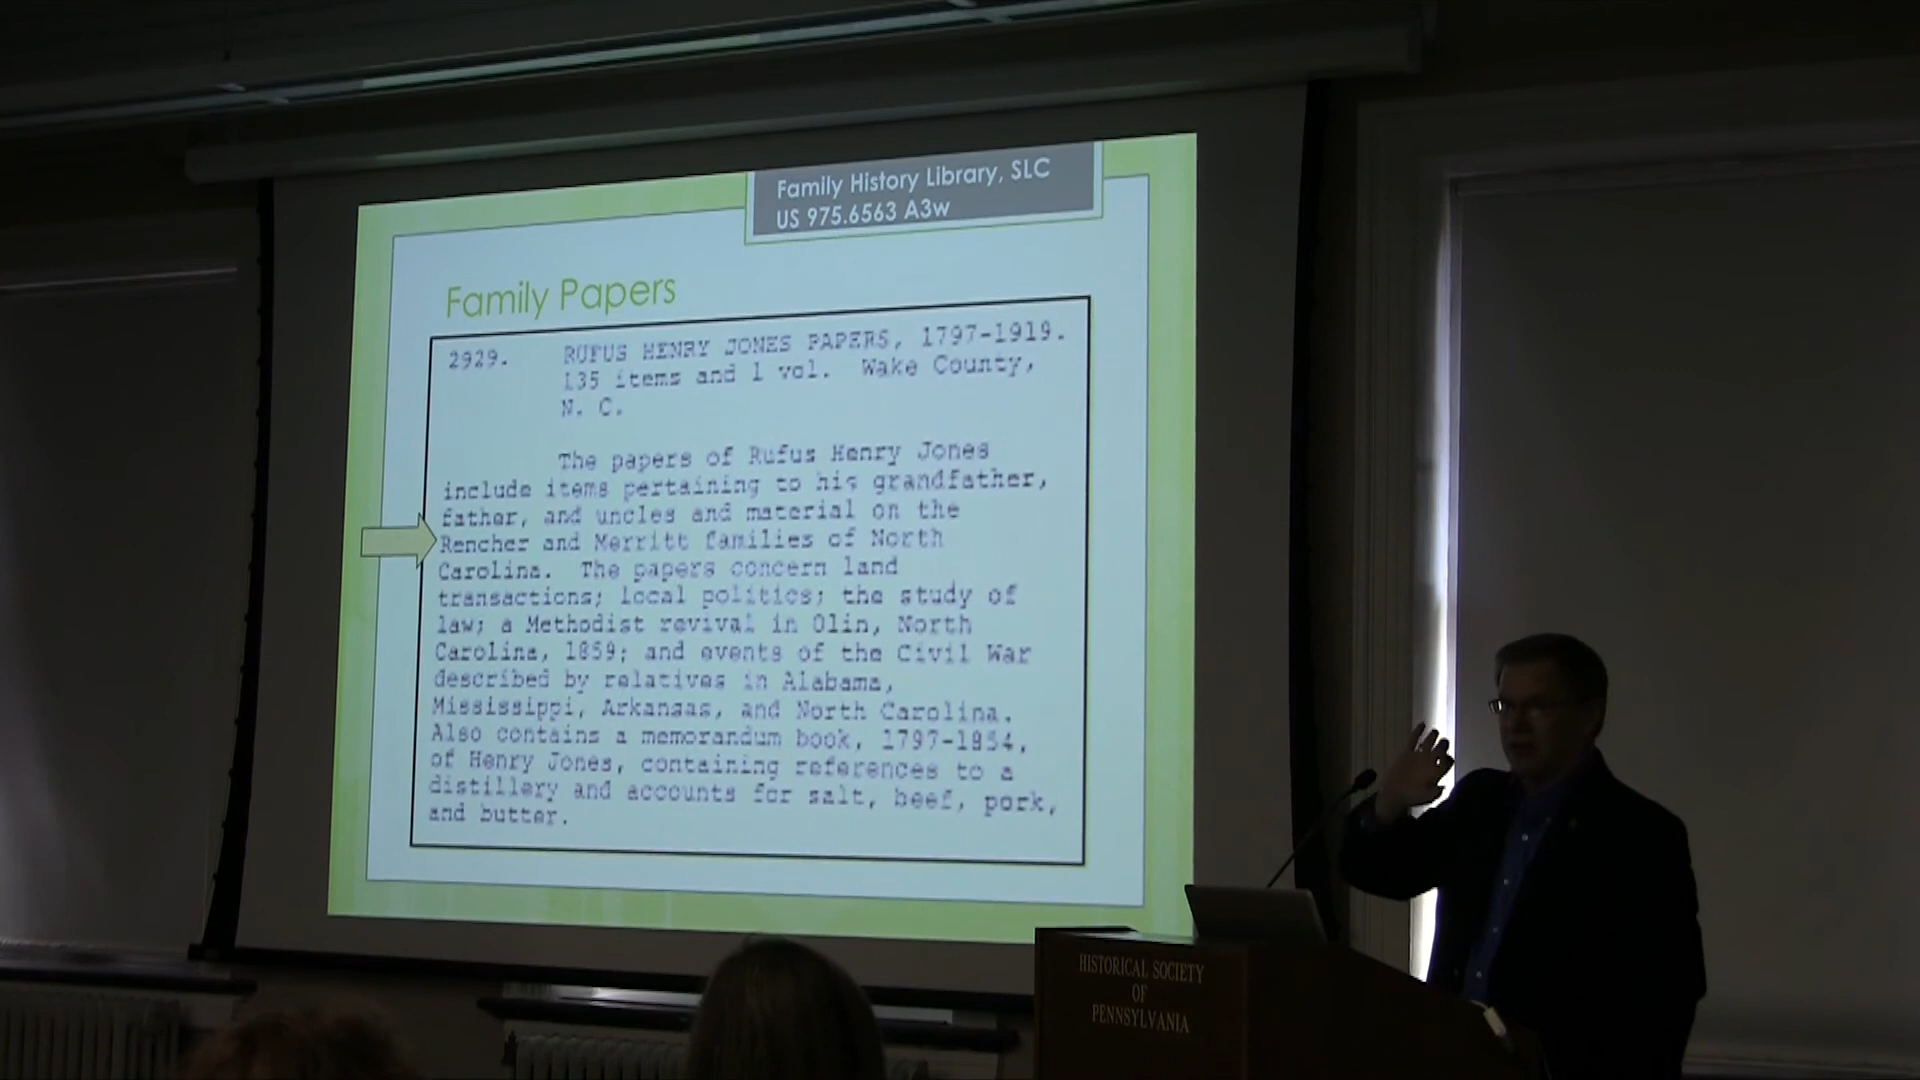 Family History Library, SLC
US 975.6563 A3w
Family Papers
2929. RUFUS HENRY JONES PAPERS, 1797-1919.
135 items and 1 vol. Wake County,
N. C.
The papers of Rufus Henry Jones
include items pertaining to his grandfather,
father, and uncles and material on the
Rencher and Merritt families of North
Carolina. The papers concern land
transactions; local politics; the study of
law; a Methodist revival in Olin, North
Carolina, 1859; and events of the Civil War
described by relatives in Alabama,
Mississippi, Arkansas, and North Carolina.
Also contains a memorandum book, 1797-1854,
of Henry Jones, containing references to a
distillery and accounts for salt, beef, pork,
and butter.
HISTORICAL SOCIETY
OF
PENNSYLVANIA